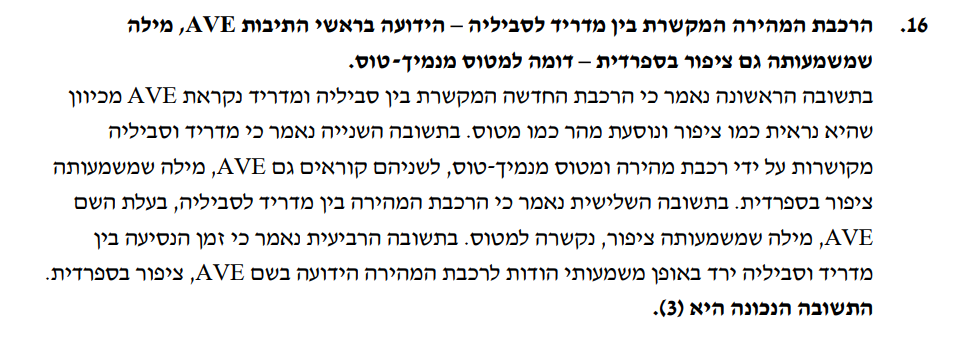 16. הרכבת המהירה המקשרת בין מדריד לסביליה – הידועה בראשי התיבות AVE, מילה
שמשמעותה גם ציפור בספרדית – דומה למטוס מנמיך-טוס.
בתשובה הראשונה נאמר כי הרכבת החדשה המקשרת בין סביליה ומדריד נקראת AVE מכיוון
שהיא נראית כמו ציפור ונוסעת מהר כמו מטוס. בתשובה השנייה נאמר כי מדריד וסביליה
מקושרות על ידי רכבת מהירה ומטוס מנמיך-טוס, לשניהם קוראים גם AVE, מילה שמשמעותה
ציפור בספרדית. בתשובה השלישית נאמר כי הרכבת המהירה בין מדריד לסביליה, בעלת השם
AVE, מילה שמשמעותה ציפור, נקשרה למטוס. בתשובה הרביעית נאמר כי זמן הנסיעה בין
מדריד וסביליה ירד באופן משמעותי הודות לרכבת המהירה הידועה בשם AVE, ציפור בספרדית.
התשובה הנכונה היא (3).